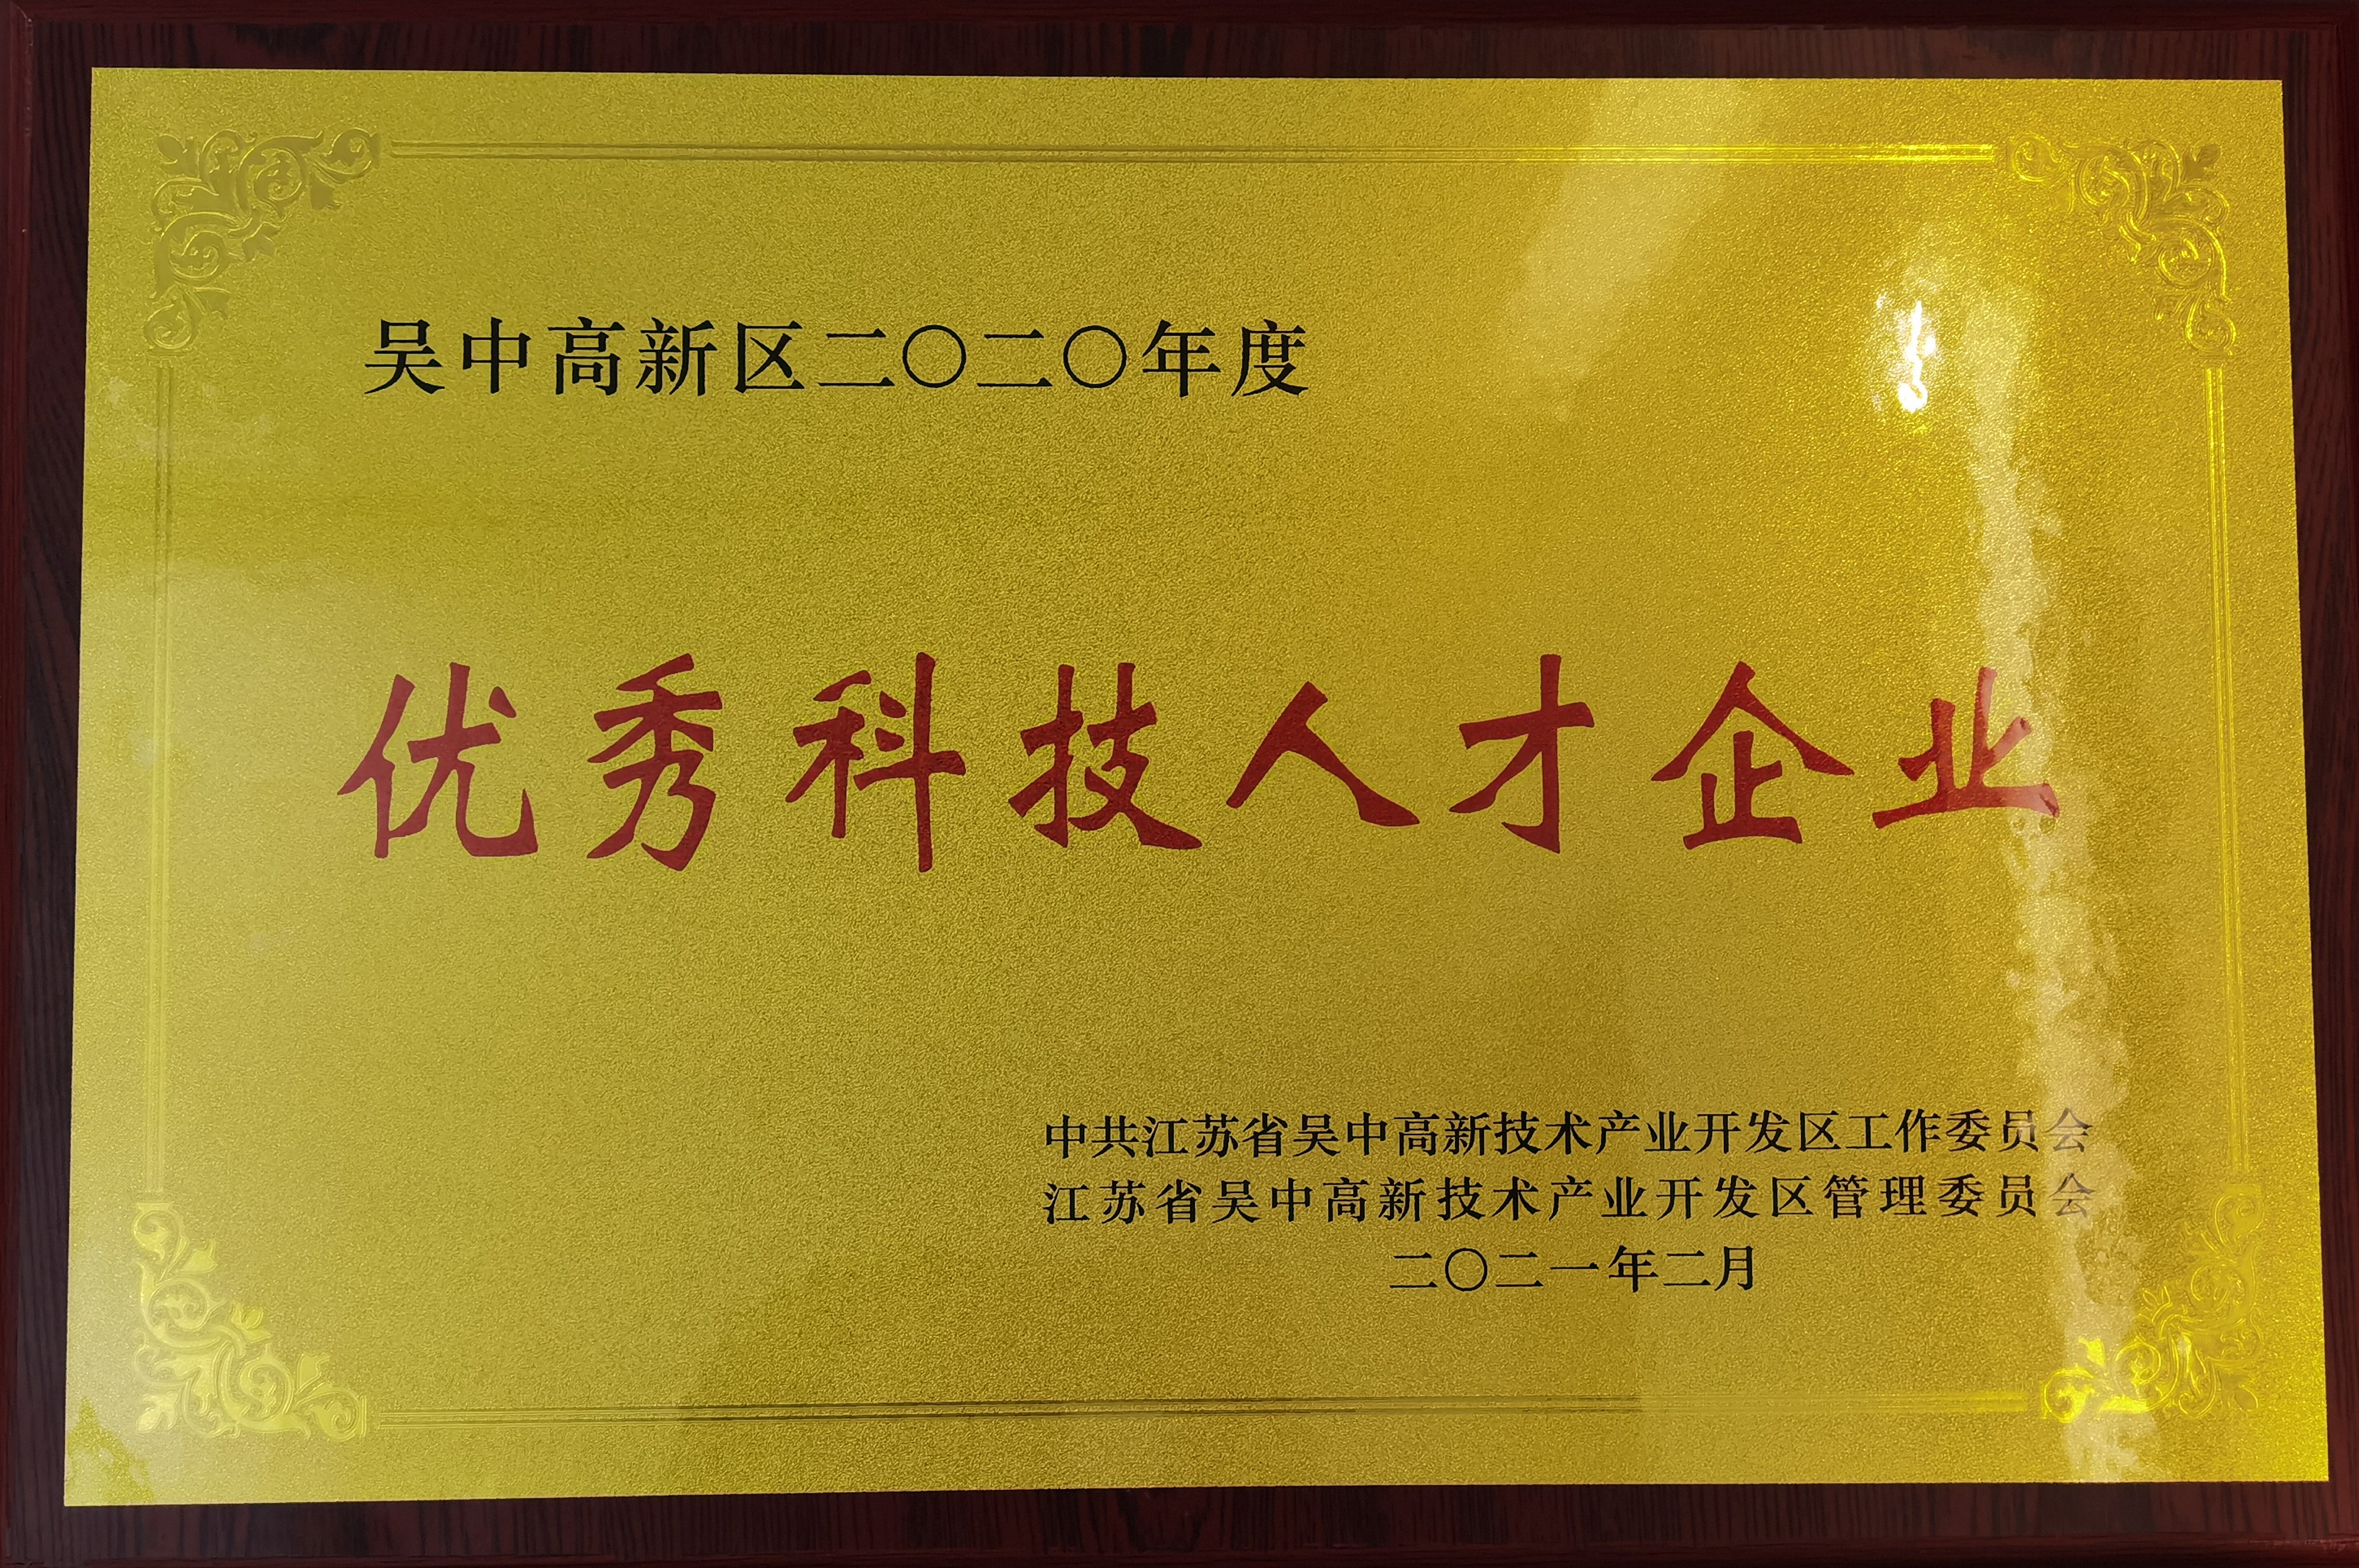 吴中高新区二〇二〇年度
优秀科技人才企业
中共江苏省吴中高新技术产业开发区工作委员会
江苏省吴中高新技术产业开发区管理委员会
二〇二一年二月